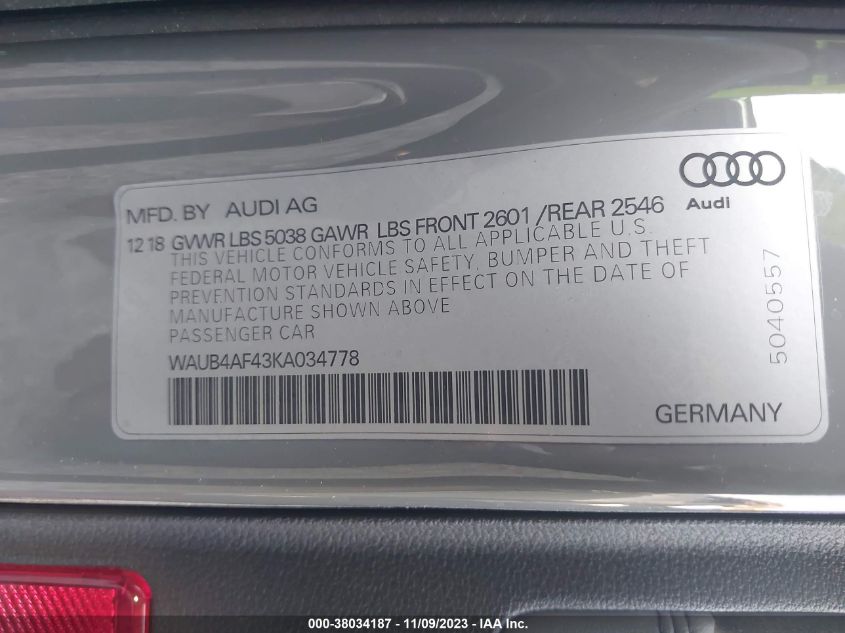 MFD. BY AUDI AG
Audi
12 18 GVWR LBS 5038 GAWR LBS FRONT 2601 /REAR 2546
THIS VEHICLE CONFORMS TO ALL APPLICABLE U.S.
FEDERAL MOTOR VEHICLE SAFETY, BUMPER AND THEFT
PREVENTION STANDARDS IN EFFECT ON THE DATE OF
MANUFACTURE SHOWN ABOVE
PASSENGER CAR
WAUB4AF43KA034778
5040557
GERMANY
000-38034187 - 11/09/2023 - IAA Inc.